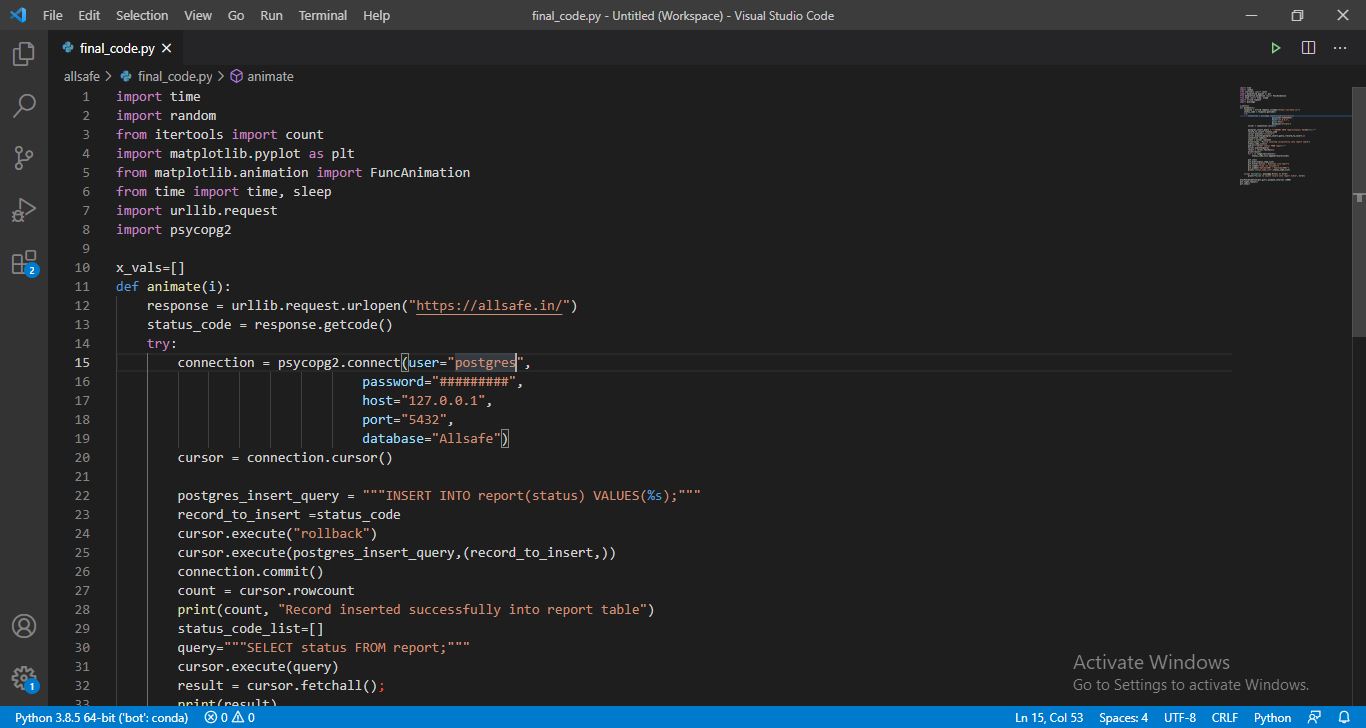 File Edit Selection View Go Run Terminal Help final_code.py - Untitled (Workspace) - Visual Studio Code
final_code.py
allsafe > final_code.py > animate
1 import time
2 import random
3 from itertools import count
4 import matplotlib.pyplot as plt
5 from matplotlib.animation import FuncAnimation
6 from time import time, sleep
7 import urllib.request
8 import psycopg2
9
10 x_vals=[]
11 def animate(i):
12     response = urllib.request.urlopen("https://allsafe.in/")
13     status_code = response.getcode()
14     try:
15         connection = psycopg2.connect(user="postgres",
16                                 password="#########",
17                                 host="127.0.0.1",
18                                 port="5432",
19                                 database="Allsafe")
20         cursor = connection.cursor()
21
22         postgres_insert_query = """INSERT INTO report(status) VALUES(%s);"""
23         record_to_insert =status_code
24         cursor.execute("rollback")
25         cursor.execute(postgres_insert_query,(record_to_insert,))
26         connection.commit()
27         count = cursor.rowcount
28         print(count, "Record inserted successfully into report table")
29         status_code_list=[]
30         query="""SELECT status FROM report;"""
31         cursor.execute(query)
32         result = cursor.fetchall();
33         print(result)
2
1
Activate Windows
Go to Settings to activate Windows.
Python 3.8.5 64-bit ('bot': conda) 0 0 Ln 15, Col 53 Spaces: 4 UTF-8 CRLF Python